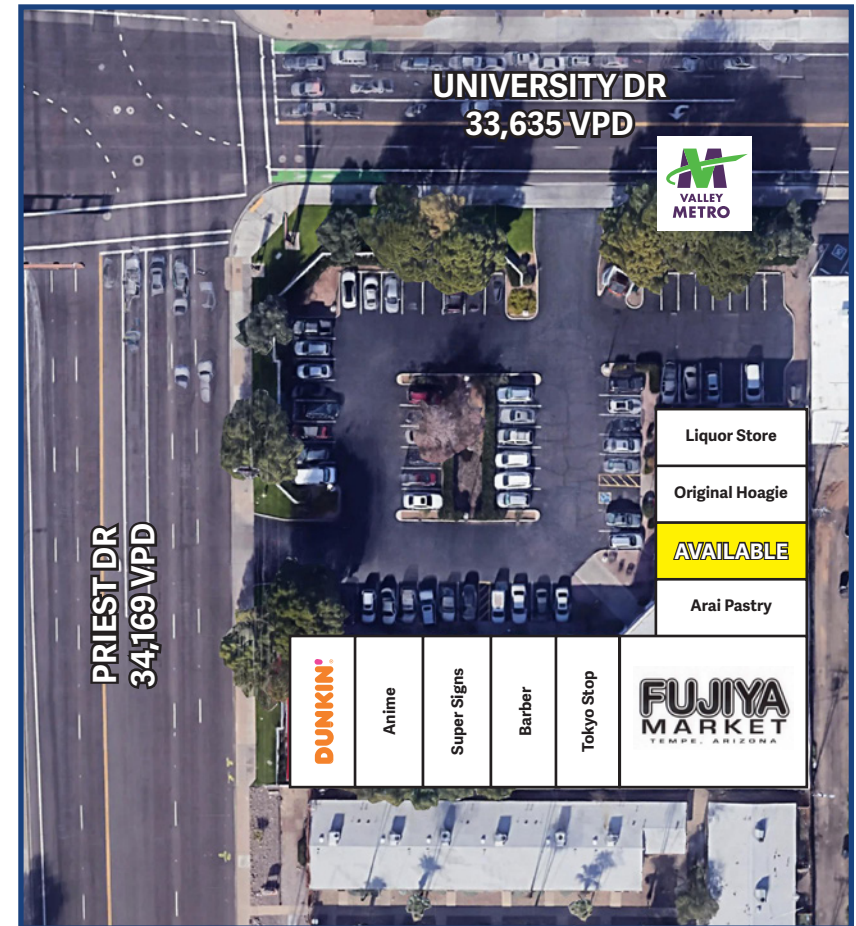 UNIVERSITY DR
33,635 VPD
VALLEY
METRO
PRIEST DR
34,169 VPD
Liquor Store
Original Hoagie
AVAILABLE
Arai Pastry
DUNKIN'
Anime
Super Signs
Barber
Tokyo Stop
FUJIYA
MARKET
TEMPE, ARIZONA